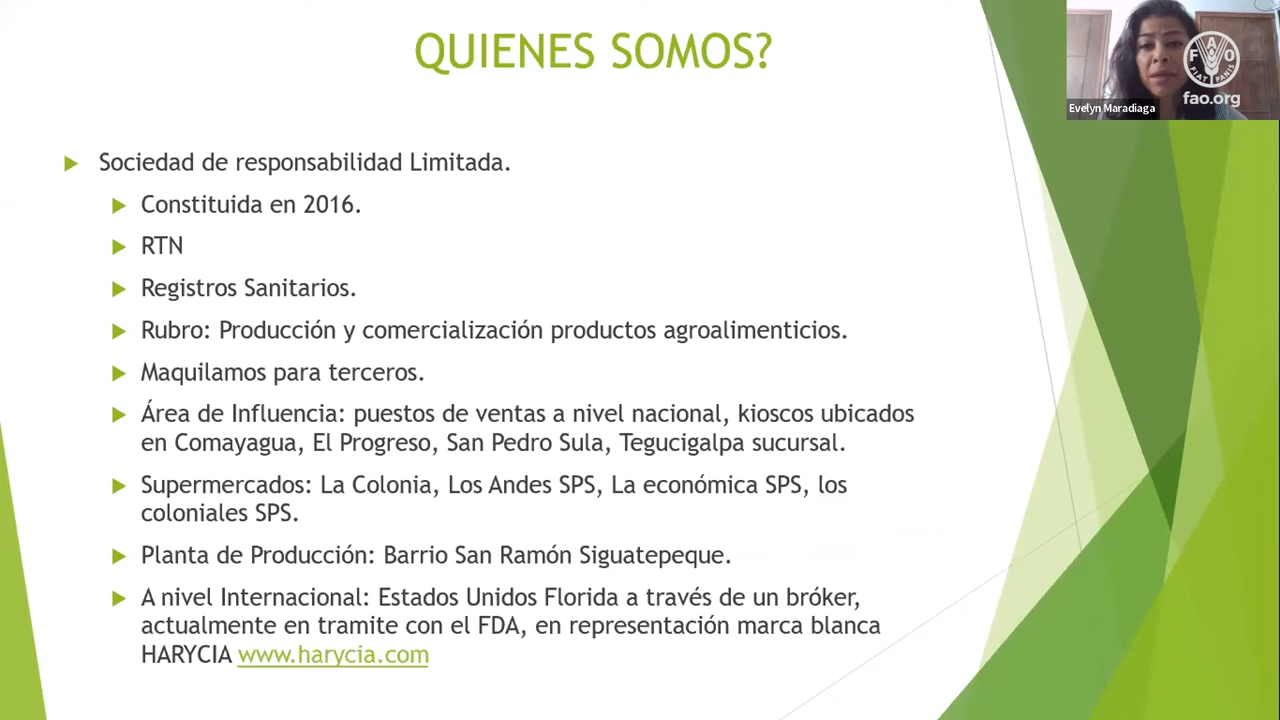 QUIENES SOMOS?
Sociedad de responsabilidad Limitada.
Constituida en 2016.
RTN
Registros Sanitarios.
Rubro: Producción y comercialización productos agroalimenticios.
Maquilamos para terceros.
Área de Influencia: puestos de ventas a nivel nacional, kioscos ubicados
en Comayagua, El Progreso, San Pedro Sula, Tegucigalpa sucursal.
Supermercados: La Colonia, Los Andes SPS, La económica SPS, los
coloniales SPS.
Planta de Producción: Barrio San Ramón Siguatepeque.
A nivel Internacional: Estados Unidos Florida a través de un bróker,
actualmente en tramite con el FDA, en representación marca blanca
HARYCIA www.harycia.com
Evelyn Maradiaga
F A O
FIAT PANIS
fao.org